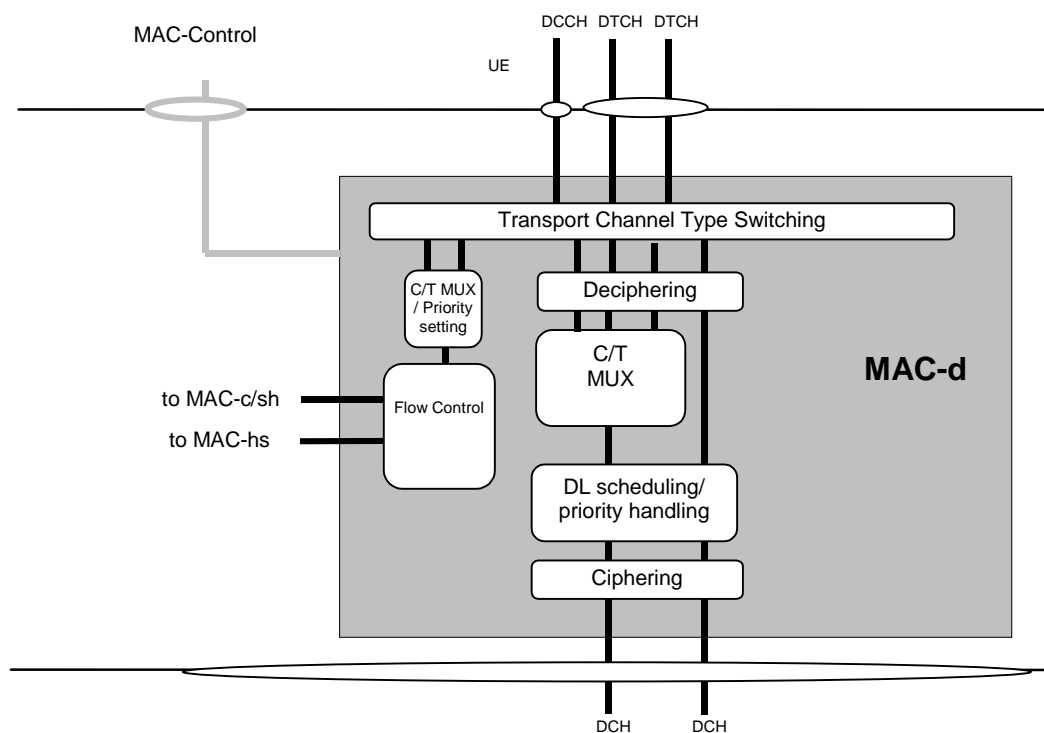 DCCH DTCH DTCH
MAC-Control
UE
Transport Channel Type Switching
C/T MUX
/ Priority
setting
Deciphering
C/T
MUX
MAC-d
to MAC-c/sh
Flow Control
to MAC-hs
DL scheduling/
priority handling
Ciphering
DCH DCH